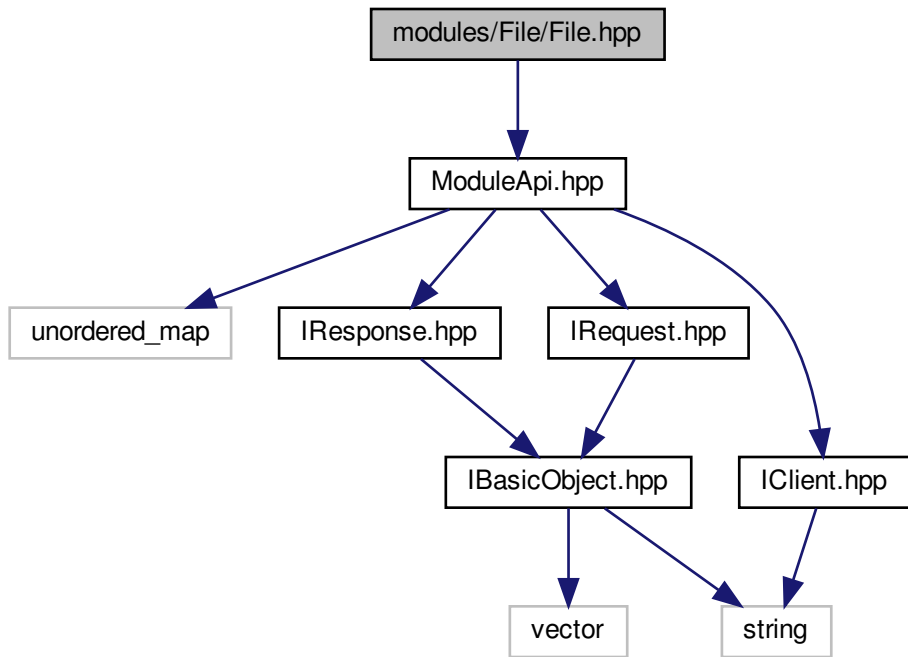 modules/File/File.hpp
ModuleApi.hpp
unordered_map
IResponse.hpp
IRequest.hpp
IBasicObject.hpp
IClient.hpp
vector
string